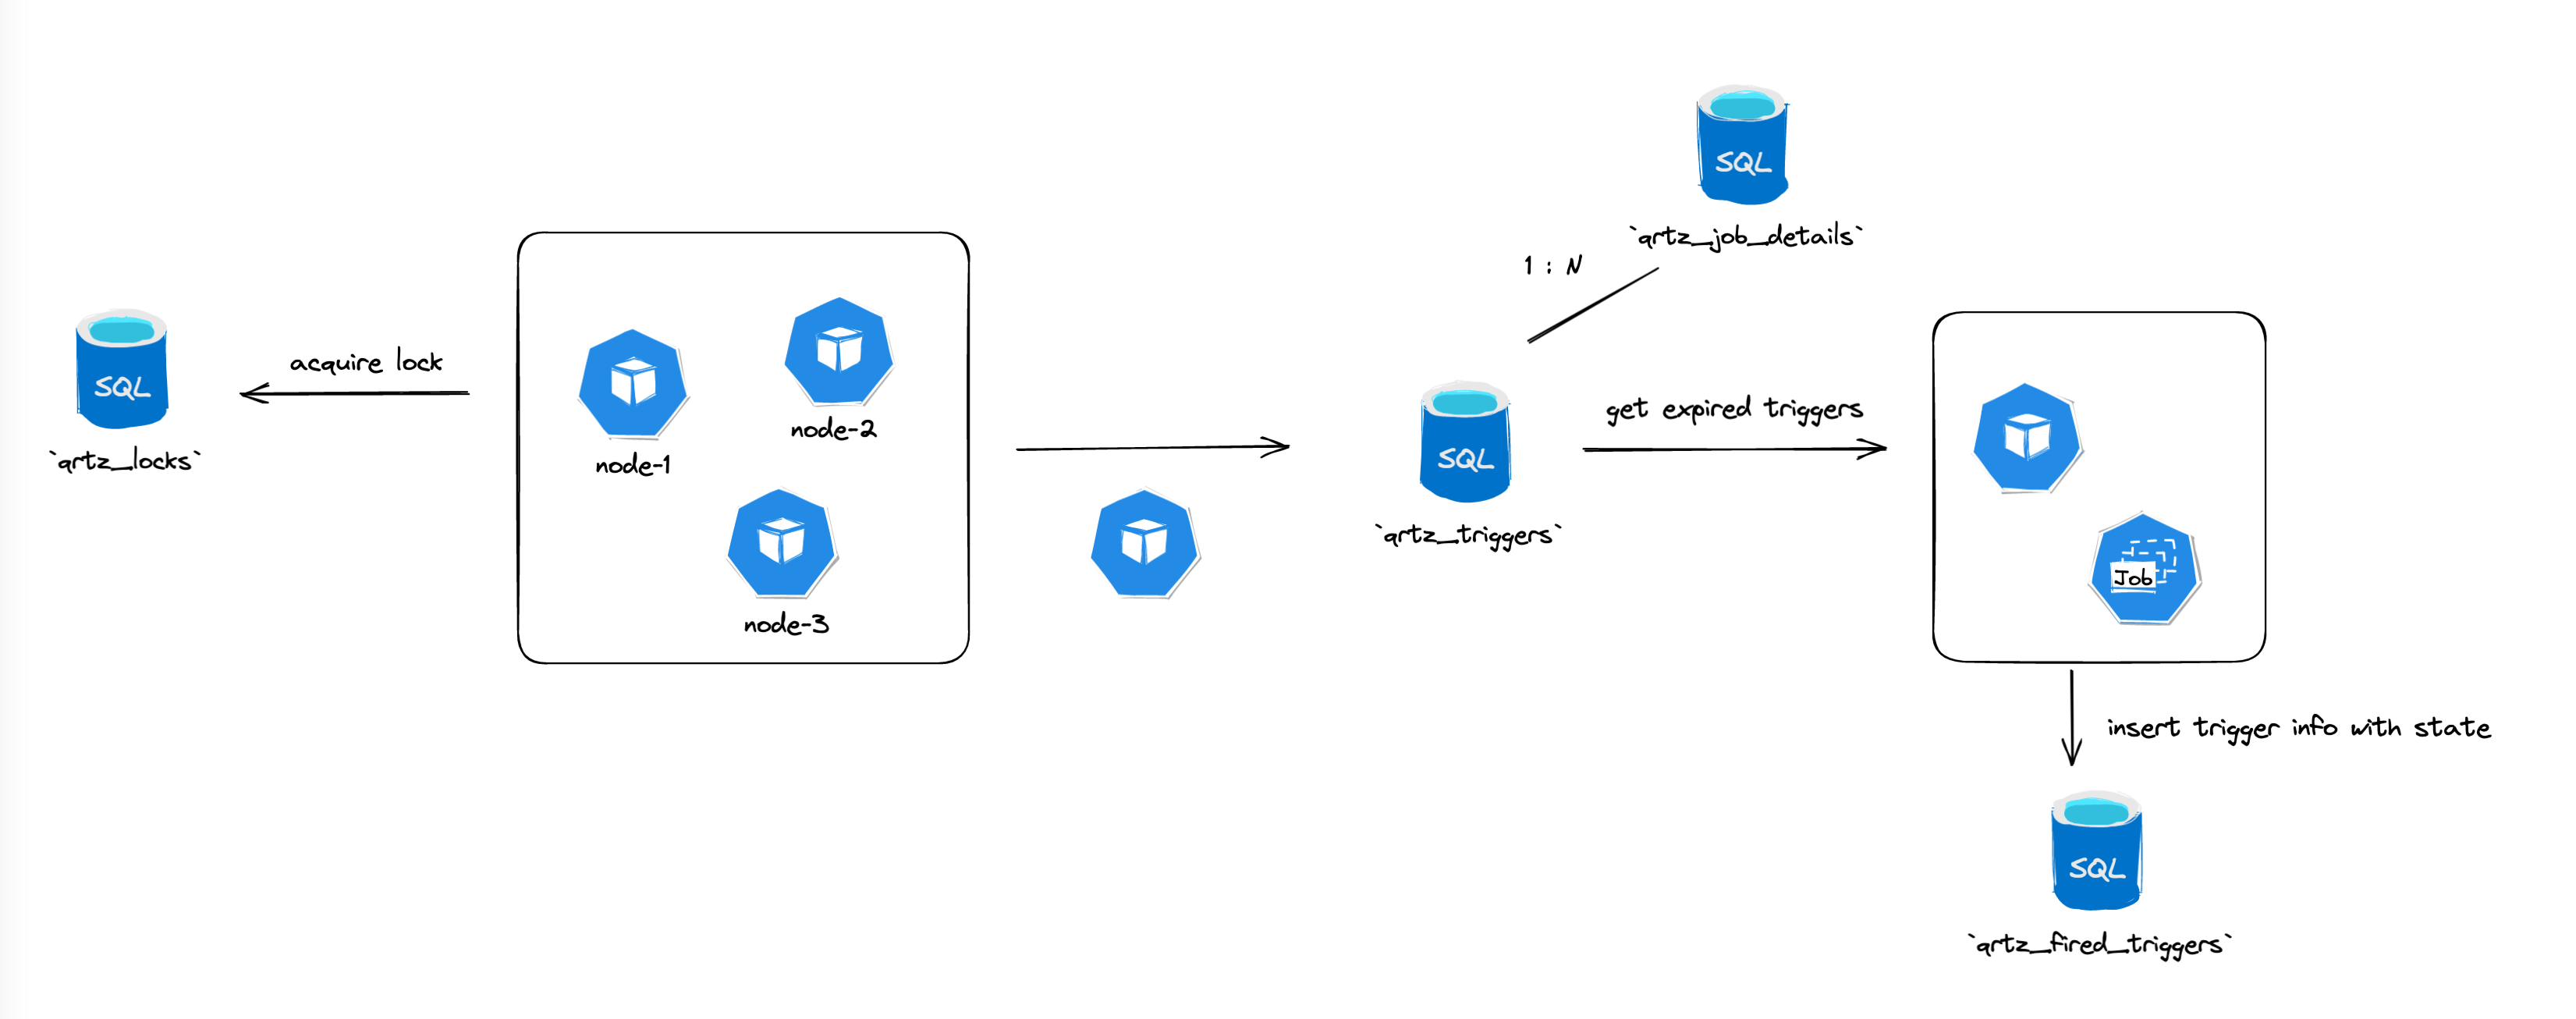 SQL
`qrtz_job_details`
1 : N
SQL
`qrtz_locks`
acquire lock
node-1
node-2
node-3
SQL
`qrtz_triggers`
get expired triggers
Job
insert trigger info with state
SQL
`qrtz_fired_triggers`